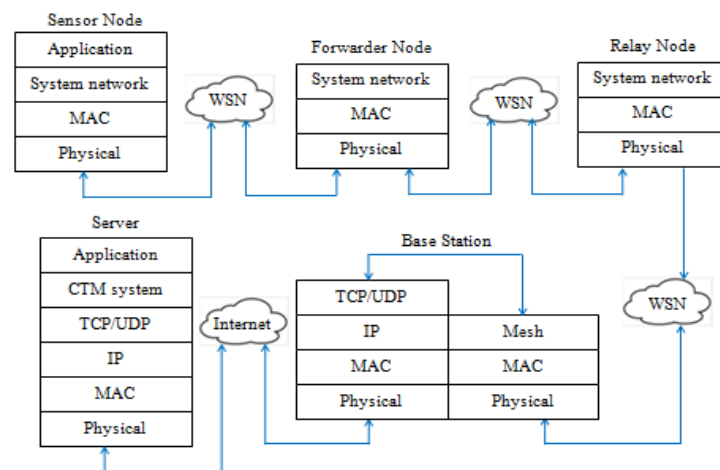 Sensor Node
Application
System network
MAC
Physical
WSN
Forwarder Node
System network
MAC
Physical
WSN
Relay Node
System network
MAC
Physical
WSN
Server
Application
CTM system
TCP/UDP
IP
MAC
Physical
Internet
Base Station
TCP/UDP
IP
MAC
Physical
Mesh
MAC
Physical